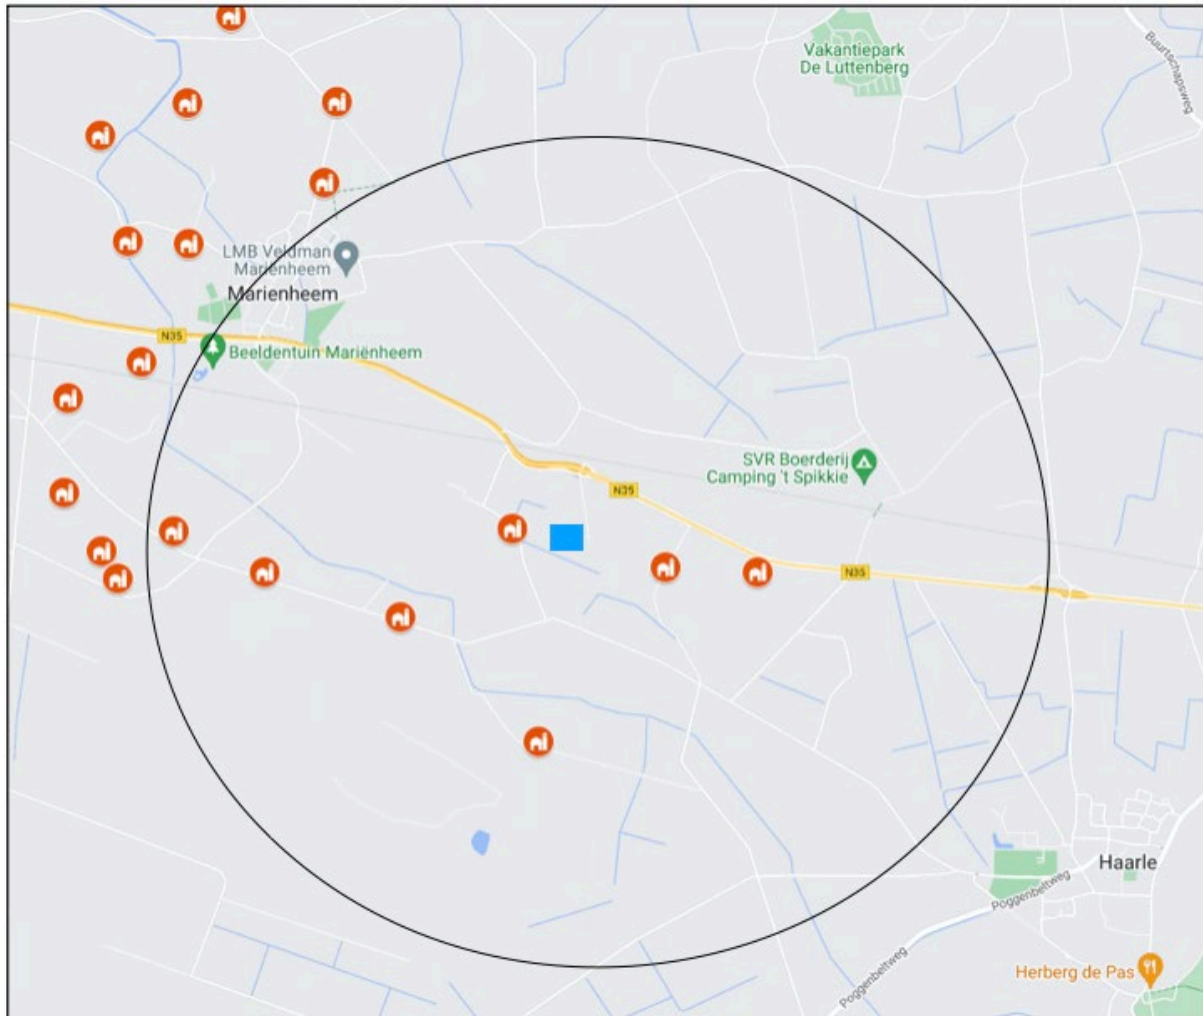 Vakantiepark
De Luttenberg
Buurtschapsweg
LMB Veldman
Marienheem
Marienheem
N35
Beeldentuin Mariënheem
SVR Boerderij
Camping 't Spikkie
N35
N35
Haarle
Poggenbeltweg
Poggenbeltweg
Herberg de Pas